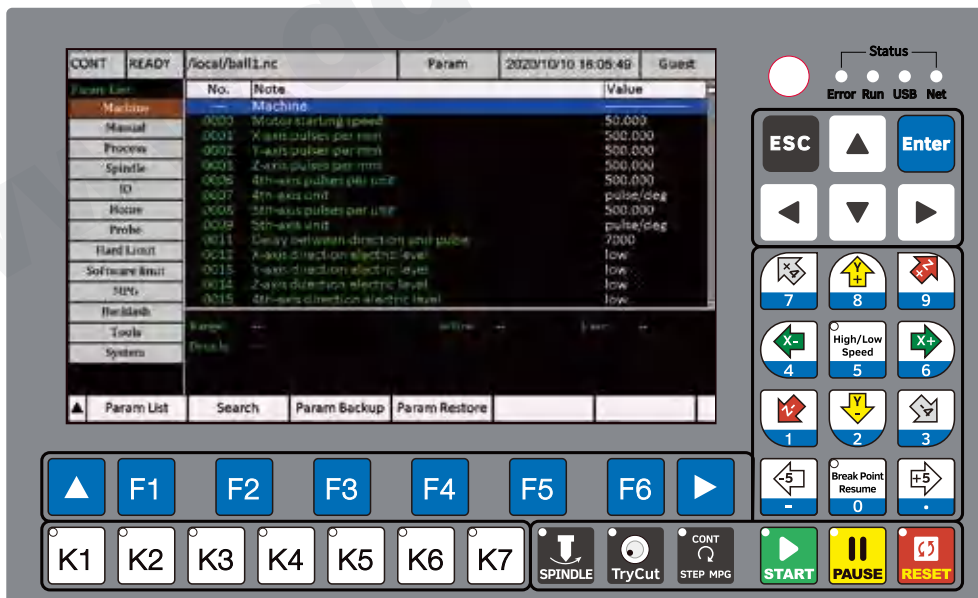 Status
Error Run USB Net
CONT READY /local/ball1.nc Param 2020/10/10 16:05:49 Guest
Param List No. Note Value
Machine --- Machine
Manual 0000 Motor starting speed 50.000
Process 0001 X-axis pulses per mm 500.000
Spindle 0002 Y-axis pulses per mm 500.000
IO Z-axis pulses per mm 500.000
Home 0006 4th-axis pulses per unit 500.000
Probe 0007 4th-axis unit pulse/deg
Hard Limit 0008 5th-axis pulses per unit 500.000
Software limit 0009 5th-axis unit pulse/deg
MPG 0011 Delay between direction and pulse 7000
Backlash 0012 X-axis direction electric level low
Tools 0013 Y-axis direction electric level low
System 0014 Z-axis direction electric level low
0015 4th-axis direction electric level low
Range: -- Active: -- --
Details: ---
▲ Param List Search Param Backup Param Restore
ESC ▲ Enter
◀ ▼ ▶
7 Y+ 8 9
X- 4 High/Low Speed 5 X+ 6
Z- 1 Y- 2 3
-5 - Break Point Resume 0 +5 .
▲ F1 F2 F3 F4 F5 F6 ▶
K1 K2 K3 K4 K5 K6 K7
SPINDLE TryCut CONT STEP MPG START PAUSE RESET